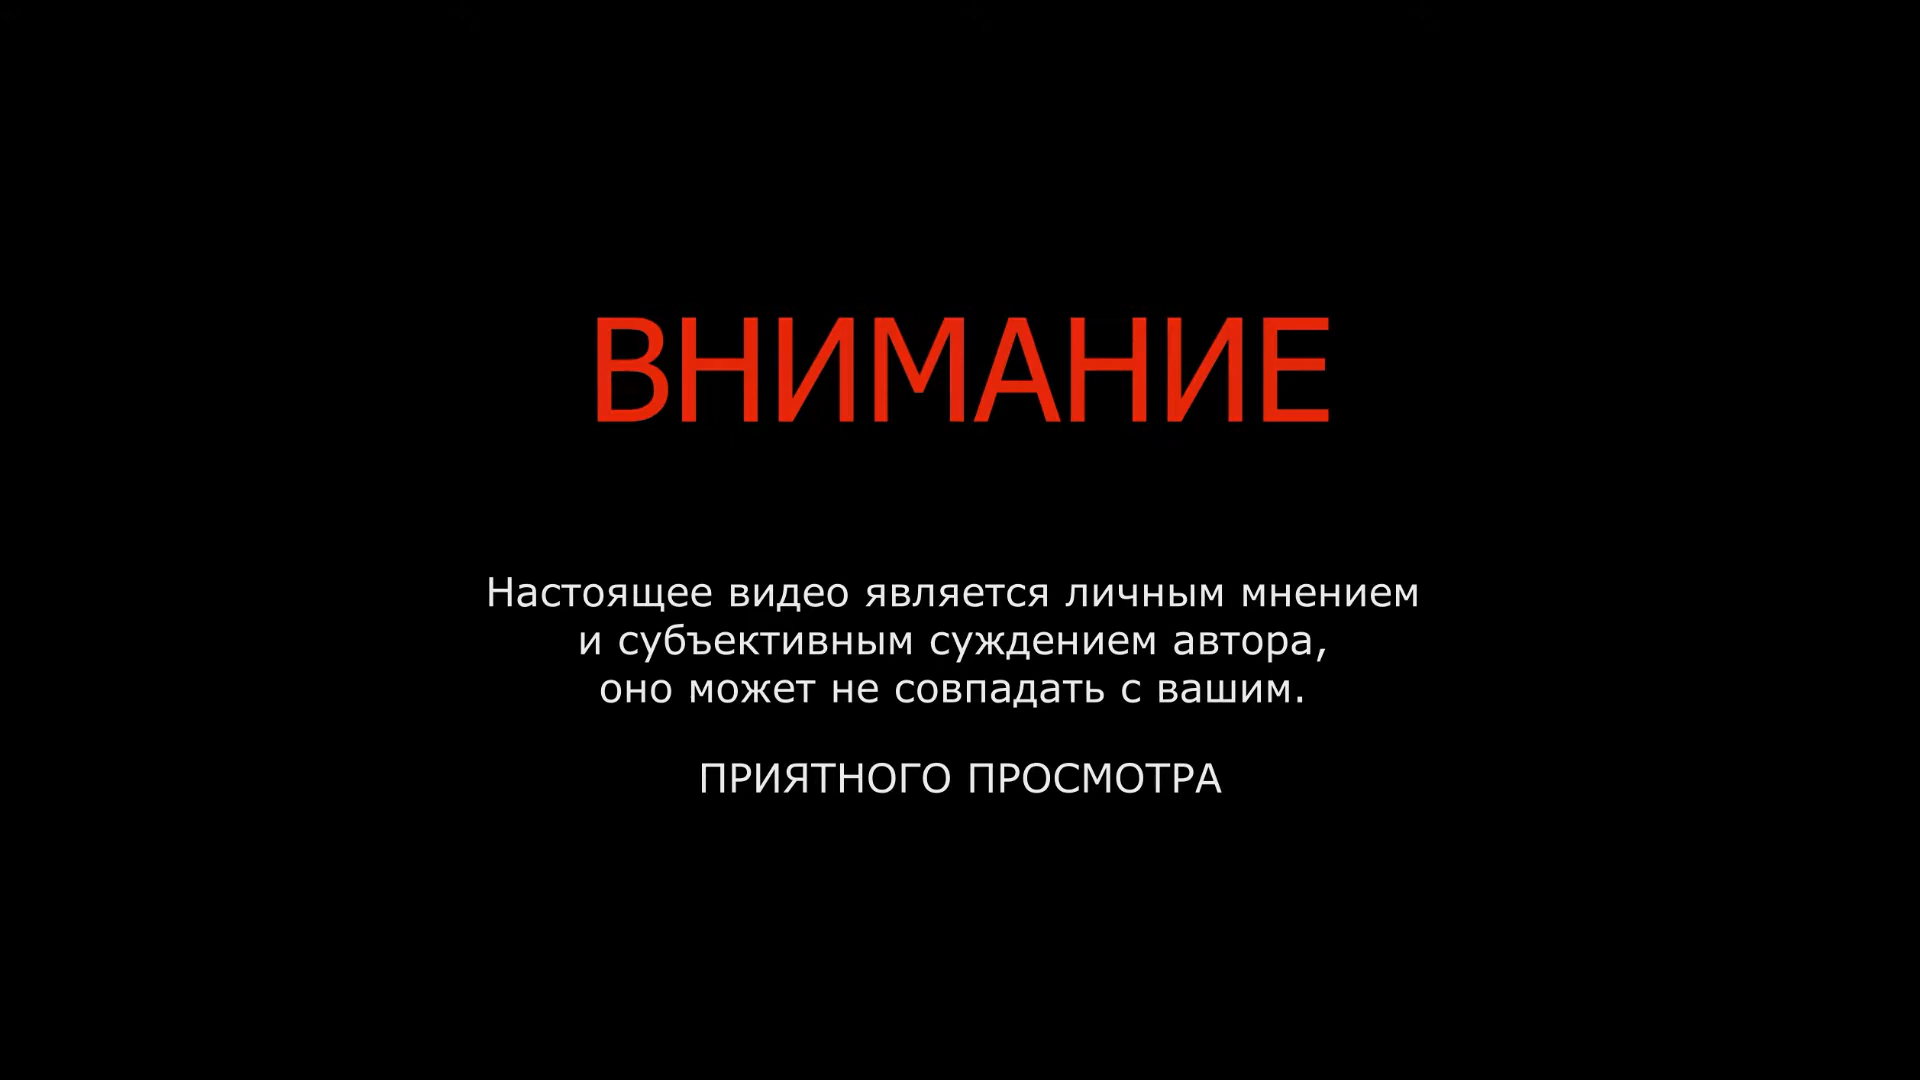 ВНИМАНИЕ
Настоящее видео является личным мнением
и субъективным суждением автора,
оно может не совпадать с вашим.
ПРИЯТНОГО ПРОСМОТРА